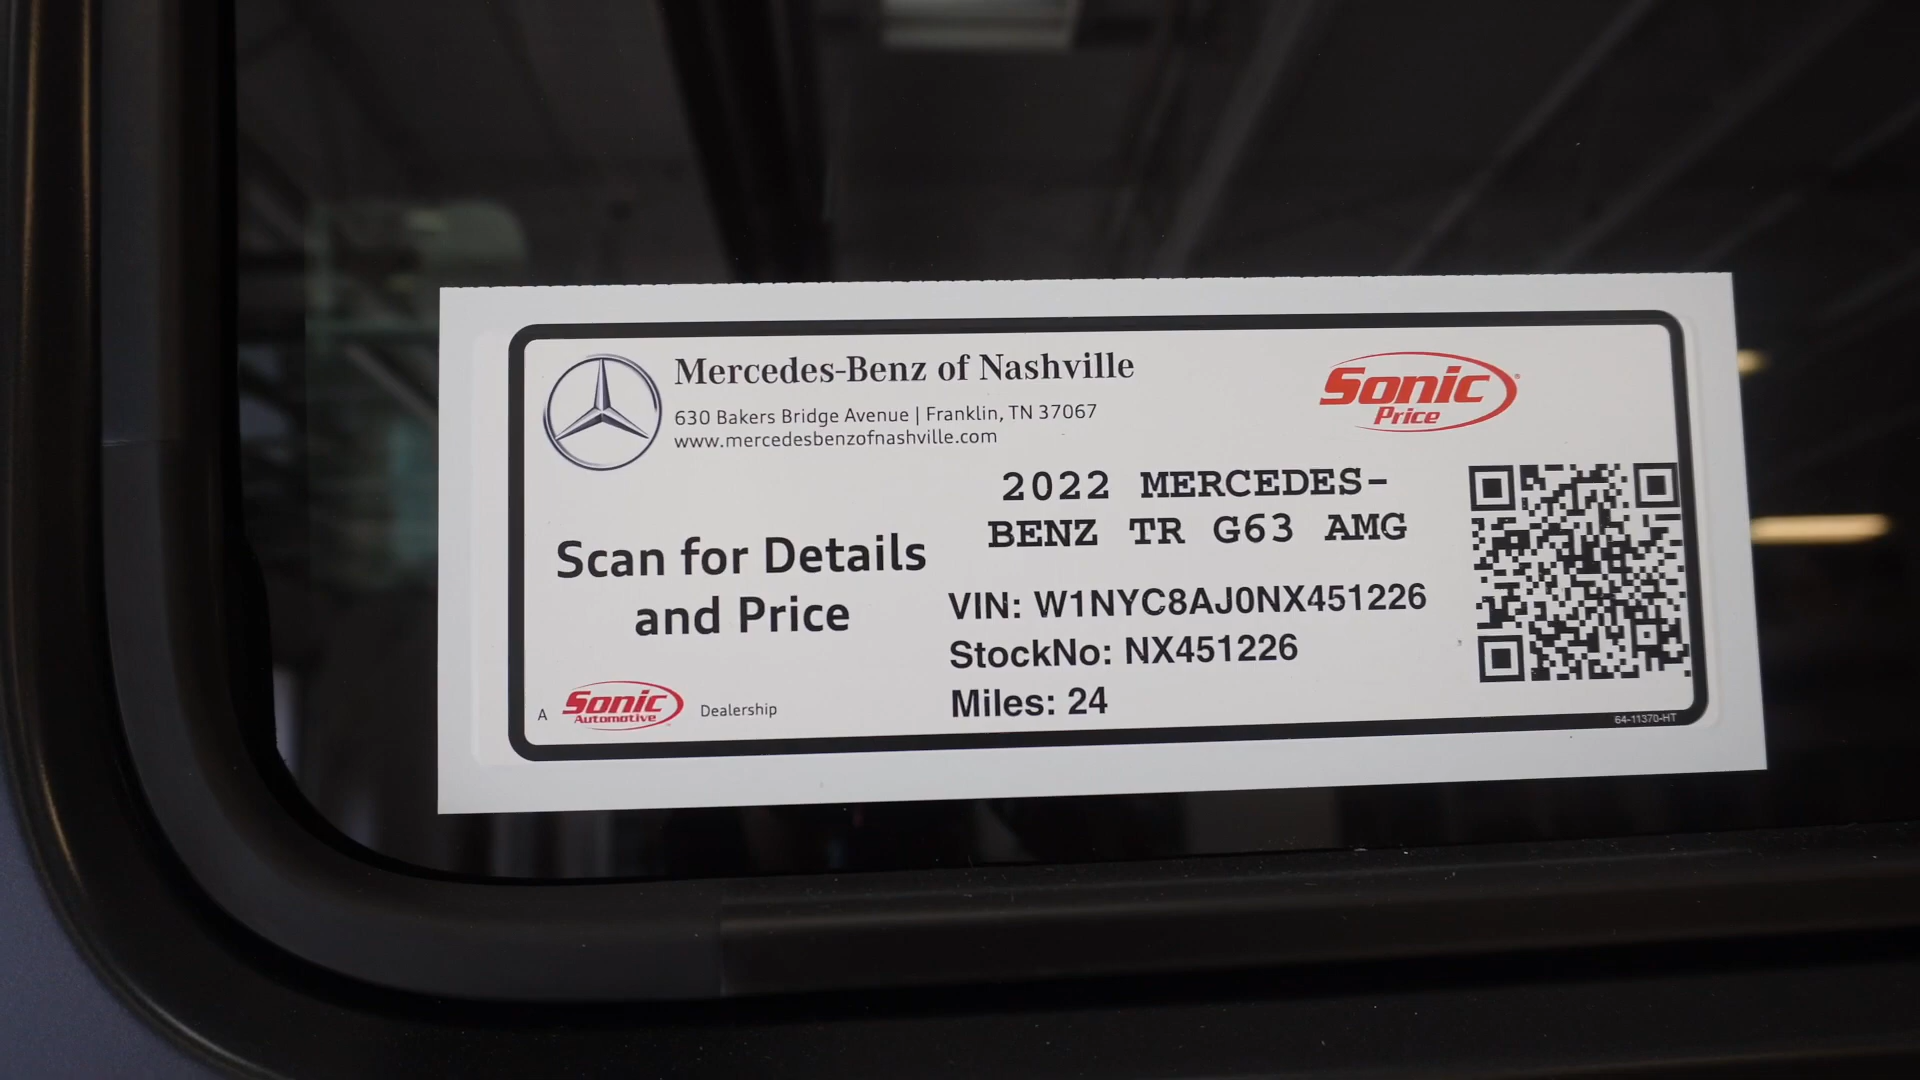 Mercedes-Benz of Nashville
630 Bakers Bridge Avenue | Franklin, TN 37067
www.mercedesbenzofnashville.com
Sonic
Price
2022 MERCEDES-
BENZ TR G63 AMG
Scan for Details
and Price
VIN: W1NYC8AJ0NX451226
StockNo: NX451226
Miles: 24
A Sonic Automotive Dealership
64-11370-HT